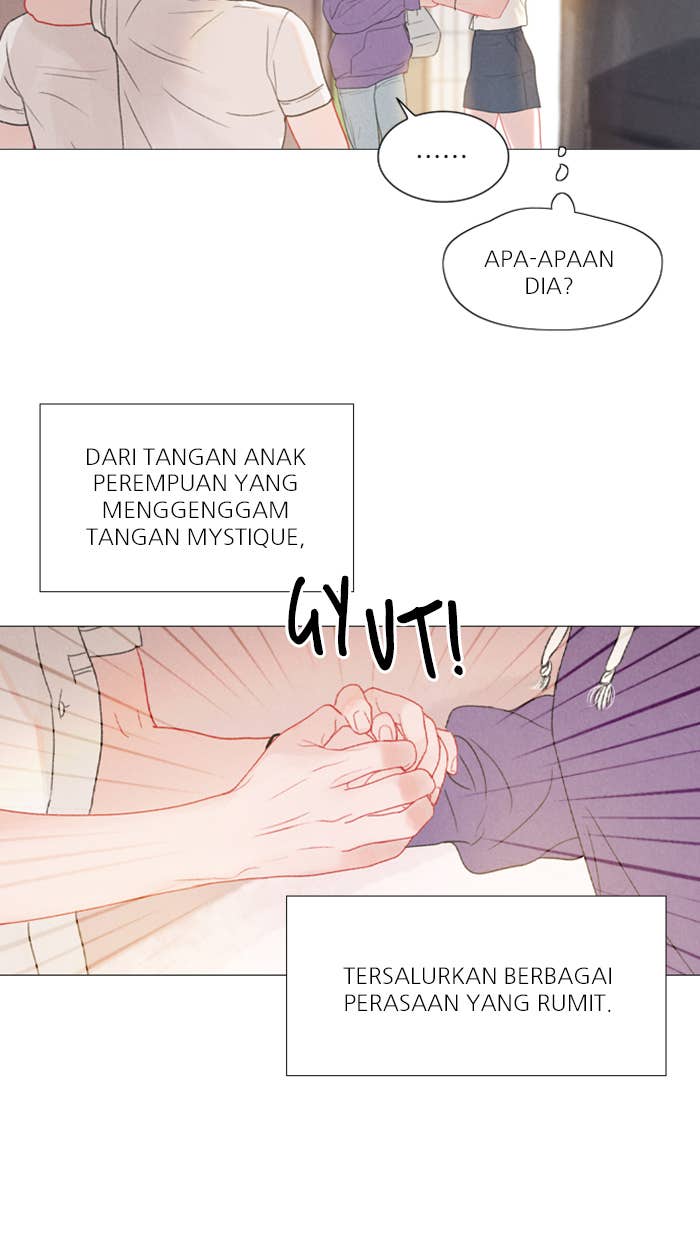 ......
APA-APAAN
DIA?
DARI TANGAN ANAK
PEREMPUAN YANG
MENGGENGGAM
TANGAN MYSTIQUE,
GYUT!
TERSALURKAN BERBAGAI
PERASAAN YANG RUMIT.